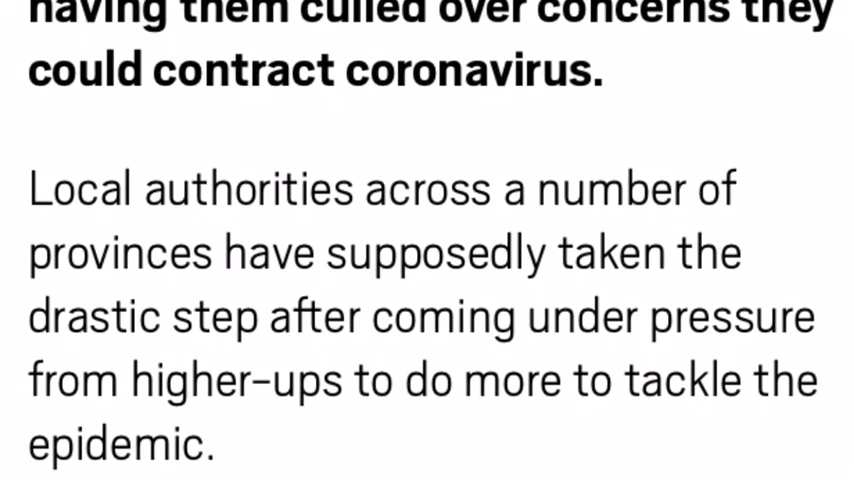 having them culled over concerns they
could contract coronavirus.
Local authorities across a number of
provinces have supposedly taken the
drastic step after coming under pressure
from higher-ups to do more to tackle the
epidemic.